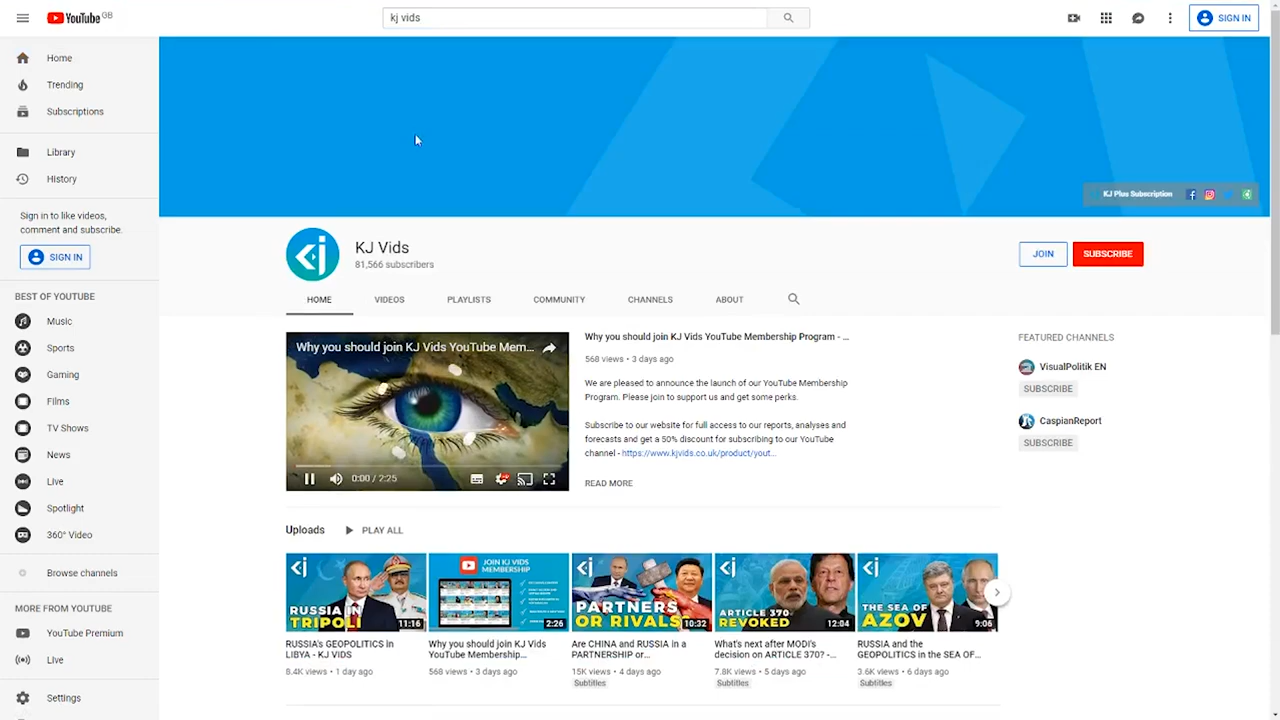 YouTube GB
kj vids
SIGN IN
Home
Trending
Subscriptions
Library
History
Sign in to like videos,
comment and subscribe.
SIGN IN
BEST OF YOUTUBE
Music
Sports
Gaming
Films
TV Shows
News
Live
Spotlight
360° Video
Browse channels
MORE FROM YOUTUBE
YouTube Premium
Live
Settings
KJ Plus Subscription
KJ Vids
81,566 subscribers
JOIN
SUBSCRIBE
HOME
VIDEOS
PLAYLISTS
COMMUNITY
CHANNELS
ABOUT
Why you should join KJ Vids YouTube Mem...
0:00 / 2:25
Why you should join KJ Vids YouTube Membership Program - ...
568 views • 3 days ago
We are pleased to announce the launch of our YouTube Membership
Program. Please join to support us and get some perks.
Subscribe to our website for full access to our reports, analyses and
forecasts and get a 50% discount for subscribing to our YouTube
channel - https://www.kjvids.co.uk/product/yout...
READ MORE
FEATURED CHANNELS
VisualPolitik EN
SUBSCRIBE
CaspianReport
SUBSCRIBE
Uploads
PLAY ALL
RUSSIA IN
TRIPOLI
11:16
RUSSIA's GEOPOLITICS in
LIBYA - KJ VIDS
8.4K views • 1 day ago
JOIN KJ VIDS
MEMBERSHIP
2:26
Why you should join KJ Vids
YouTube Membership...
568 views • 3 days ago
PARTNERS
OR RIVALS
10:32
Are CHINA and RUSSIA in a
PARTNERSHIP or...
15K views • 4 days ago
Subtitles
ARTICLE 370
REVOKED
12:04
What's next after MODI's
decision on ARTICLE 370? -...
7.8K views • 5 days ago
Subtitles
THE SEA OF
AZOV
9:06
RUSSIA and the
GEOPOLITICS in the SEA OF...
3.6K views • 6 days ago
Subtitles